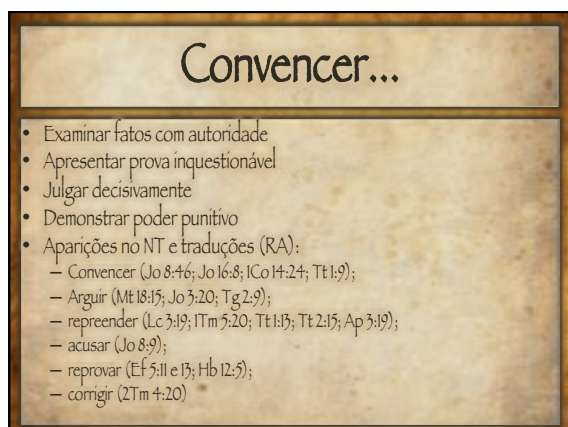 Convencer...
• Examinar fatos com autoridade
• Apresentar prova inquestionável
• Julgar decisivamente
• Demonstrar poder punitivo
• Aparições no NT e traduções (RA):
– Convencer (Jo 8:46; Jo 16:8; 1Co 14:24; Tt 1:9);
– Arguir (Mt 18:15; Jo 3:20; Tg 2:9);
– repreender (Lc 3:19; 1Tm 5:20; Tt 1:13; Tt 2:15; Ap 3:19);
– acusar (Jo 8:9);
– reprovar (Ef 5:11 e 13; Hb 12:5);
– corrigir (2Tm 4:20)